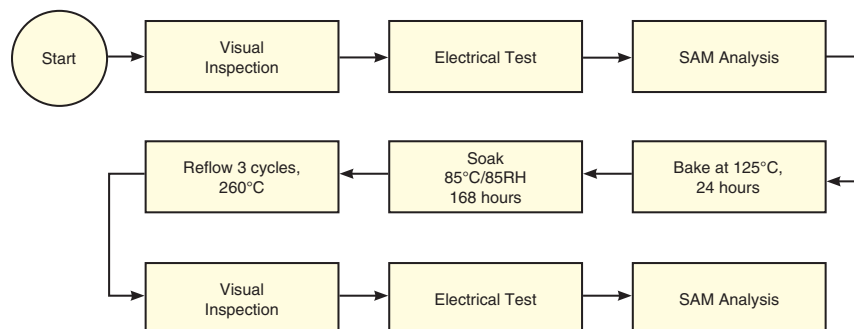 Start
Visual
Inspection
Electrical Test
SAM Analysis
Bake at 125°C,
24 hours
Soak
85°C/85RH
168 hours
Reflow 3 cycles,
260°C
Visual
Inspection
Electrical Test
SAM Analysis